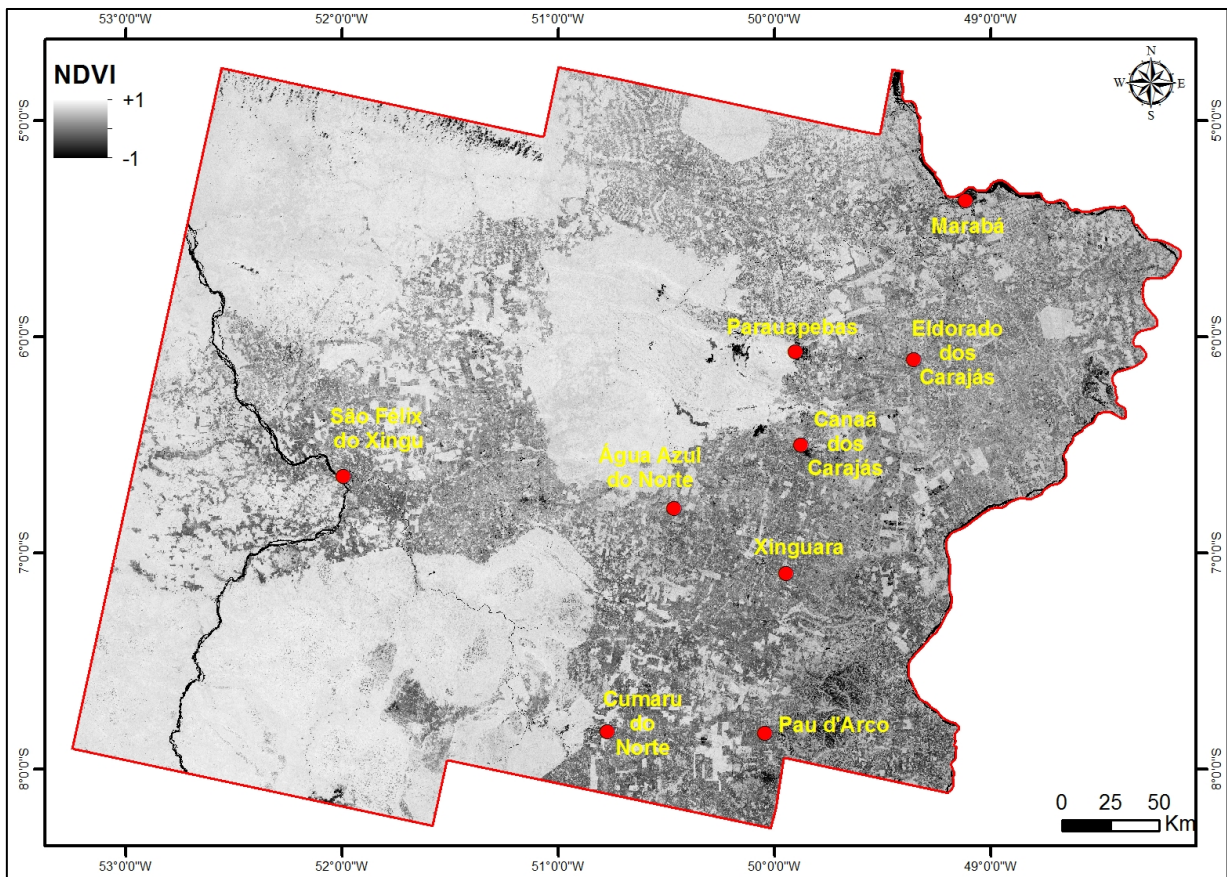 53°0'0"W
52°0'0"W
51°0'0"W
50°0'0"W
49°0'0"W
NDVI
+1
-1
N
W
E
S
5°0'0"S
5°0'0"S
Marabá
6°0'0"S
6°0'0"S
Parauapebas
Eldorado
dos
Carajás
São Félix
do Xingu
Canaã
dos
Carajás
Água Azul
do Norte
7°0'0"S
7°0'0"S
Xinguara
Cumaru
do
Norte
Pau d'Arco
8°0'0"S
8°0'0"S
0 25 50
Km
53°0'0"W
52°0'0"W
51°0'0"W
50°0'0"W
49°0'0"W